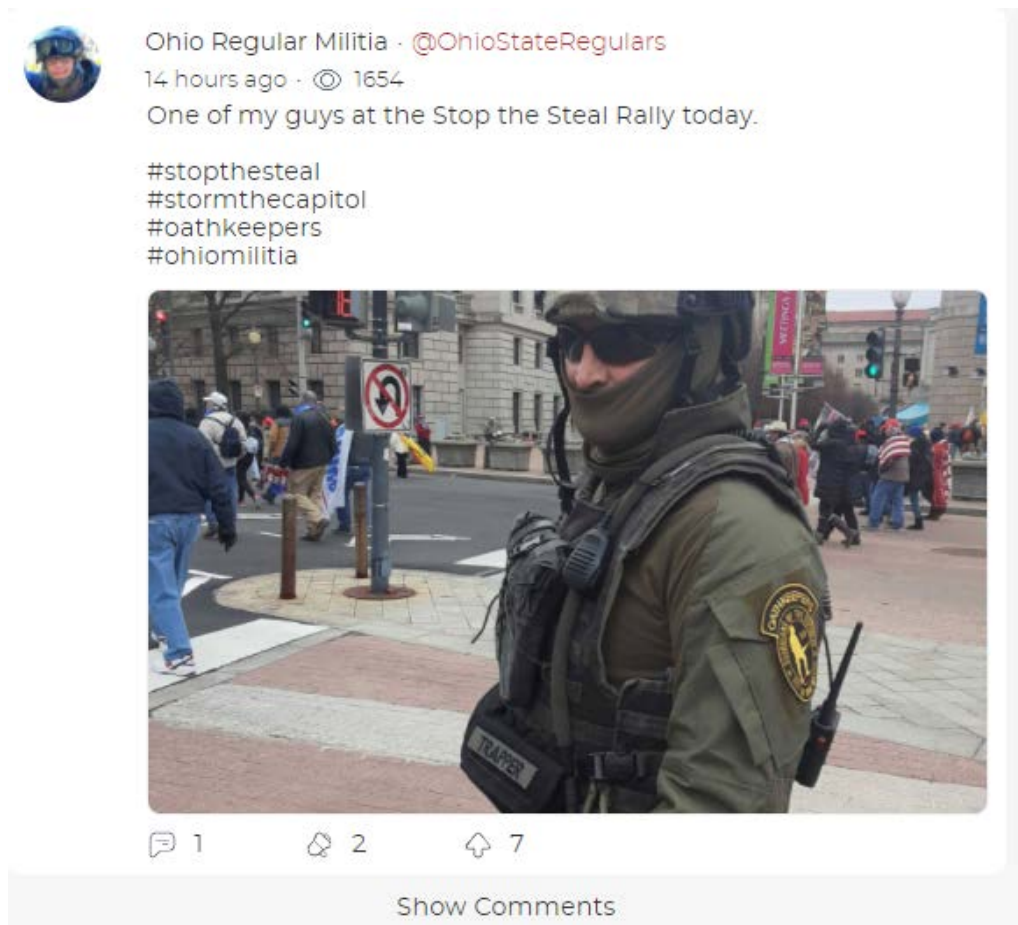 Ohio Regular Militia · @OhioStateRegulars
14 hours ago · 1654
One of my guys at the Stop the Steal Rally today.
#stopthesteal
#stormthecapitol
#oathkeepers
#ohiomilitia
TRAPPER
1 2 7
Show Comments